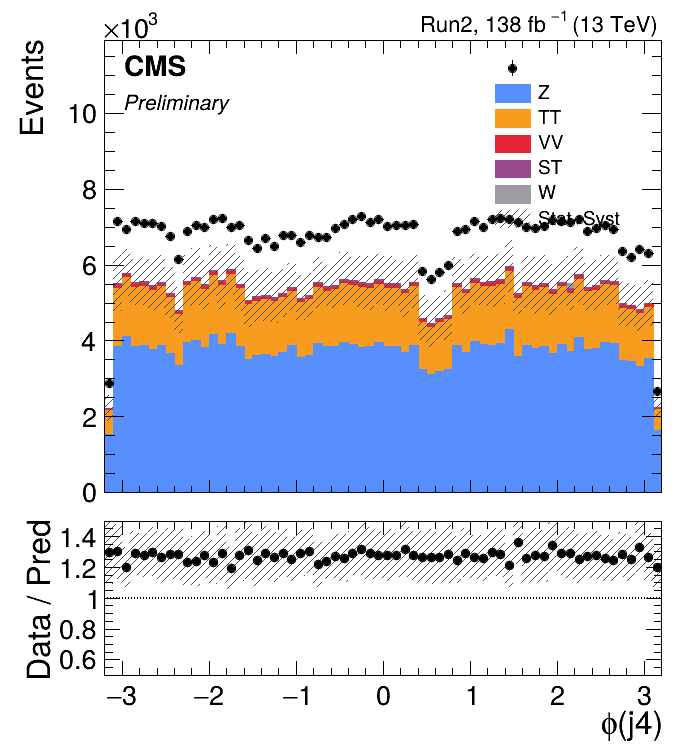 ×10³
Run2, 138 fb⁻¹ (13 TeV)
Events
CMS
Preliminary
Z
TT
VV
ST
W
Stat. Syst
10
8
6
4
2
0
Data / Pred
1.4
1.2
1
0.8
0.6
−3 −2 −1 0 1 2 3
ϕ(j4)